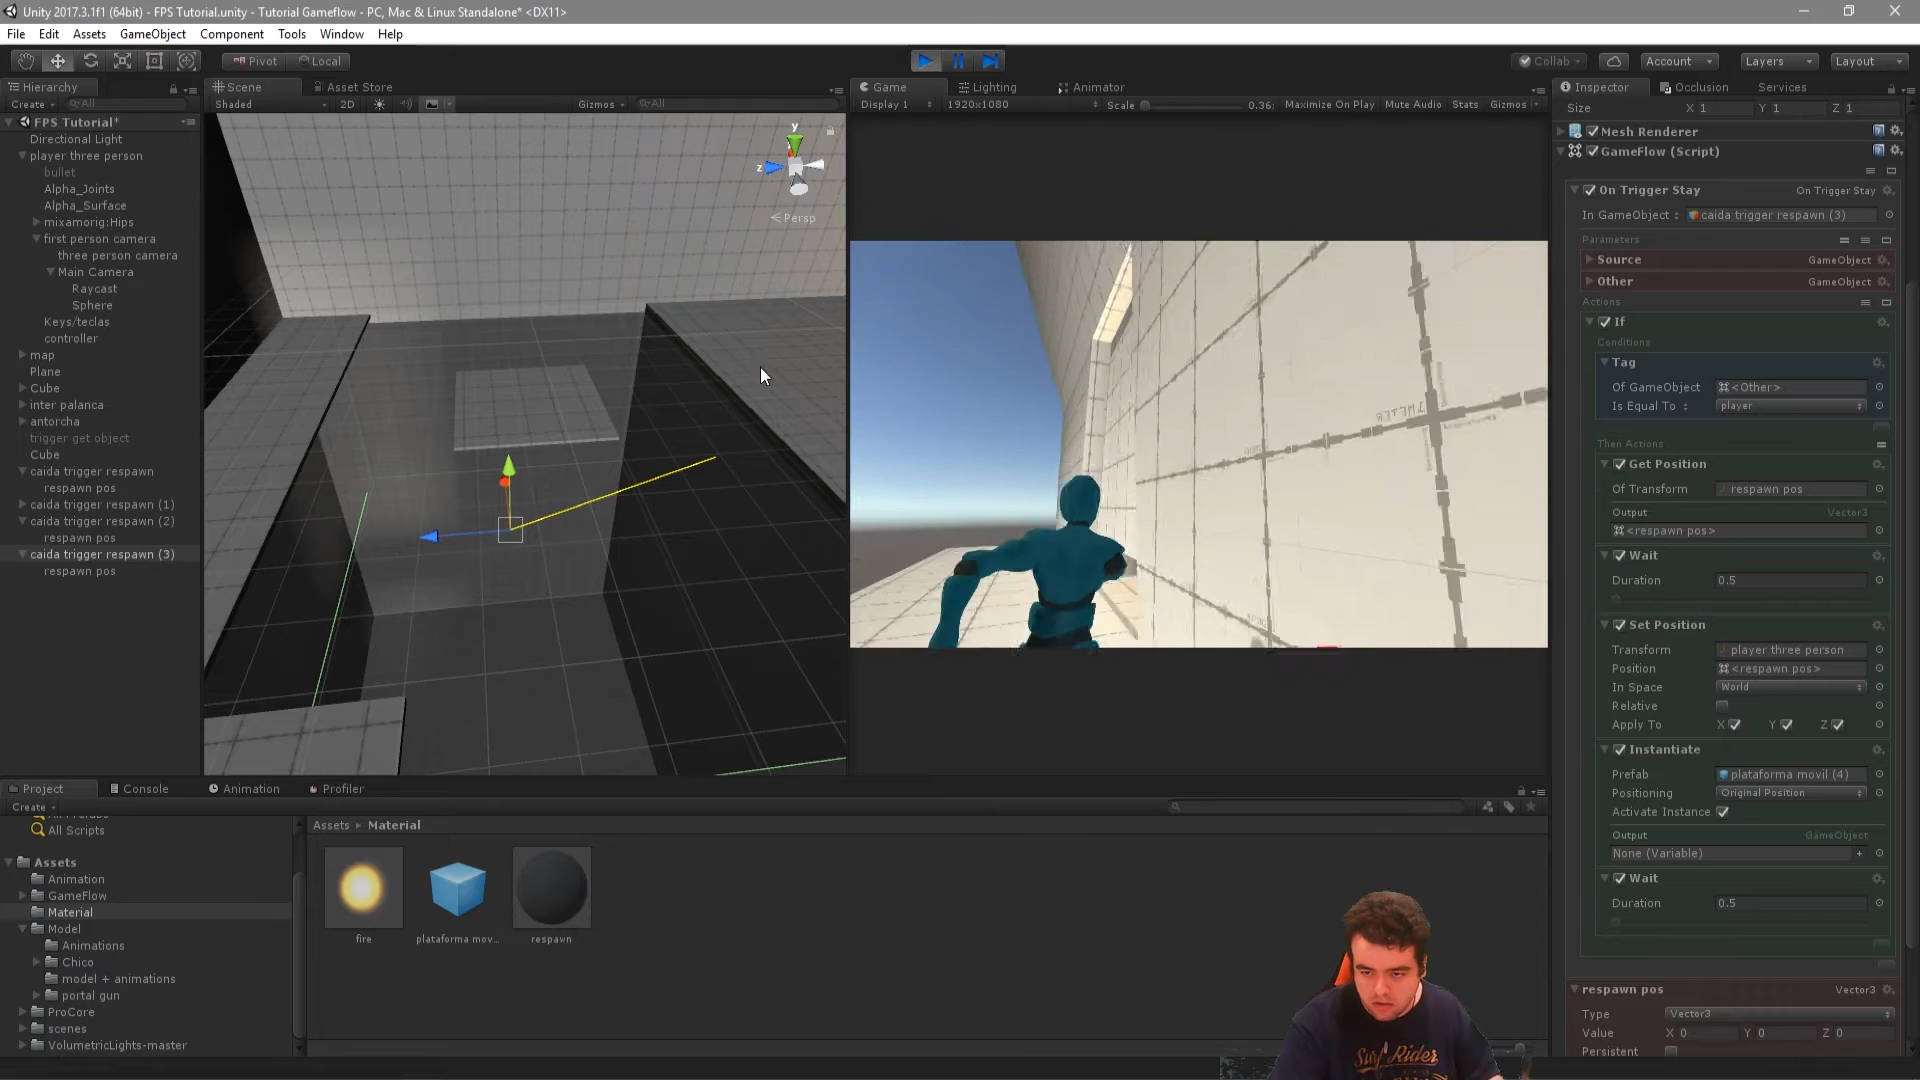 Unity 2017.3.1f1 (64bit) - FPS Tutorial.unity - Tutorial Gameflow - PC, Mac & Linux Standalone* <DX11>
File Edit Assets GameObject Component Tools Window Help
Pivot Local Collab Account Layers Layout
Hierarchy Scene Asset Store Game Lighting Animator Inspector Occlusion Services
Create All Shaded 2D Gizmos All Display 1 1920x1080 Scale 0.36: Maximize On Play Mute Audio Stats Gizmos
FPS Tutorial*
Directional Light
player three person
bullet
Alpha_Joints
Alpha_Surface
mixamorig:Hips
first person camera
three person camera
Main Camera
Raycast
Sphere
Keys/teclas
controller
map
Plane
Cube
inter palanca
antorcha
trigger get object
Cube
caida trigger respawn
respawn pos
caida trigger respawn (1)
caida trigger respawn (2)
respawn pos
caida trigger respawn (3)
respawn pos
y
z
Persp
Size X 1 Y 1 Z 1
Mesh Renderer
GameFlow (Script)
On Trigger Stay On Trigger Stay
In GameObject : caida trigger respawn (3)
Parameters
Source GameObject
Other GameObject
Actions
If
Conditions
Tag
Of GameObject <Other>
Is Equal To : player
Then Actions
Get Position
Of Transform respawn pos
Output Vector3
<respawn pos>
Wait
Duration 0.5
Set Position
Transform player three person
Position <respawn pos>
In Space World
Relative
Apply To X Y Z
Instantiate
Prefab plataforma movil (4)
Positioning Original Position
Activate Instance
Output GameObject
None (Variable) +
Wait
Duration 0.5
respawn pos Vector3
Type Vector3
Value X 0 Y 0 Z 0
Persistent
Project Console Animation Profiler
Create
All Scripts
Assets
Animation
GameFlow
Material
Model
Animations
Chico
model + animations
portal gun
ProCore
scenes
VolumetricLights-master
Assets ▸ Material
fire plataforma mov... respawn
Surf Rider